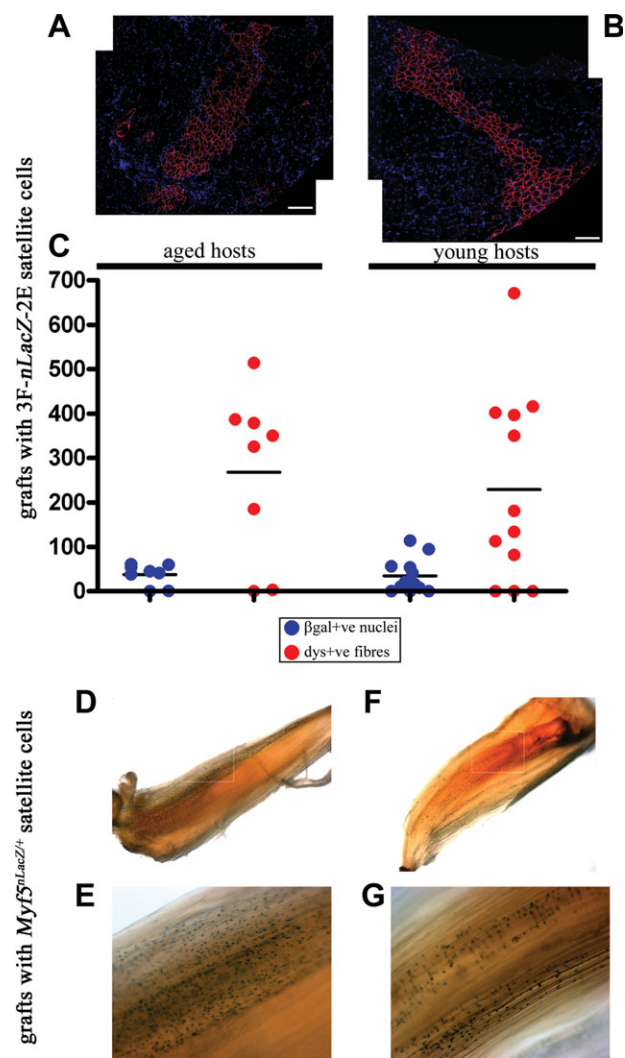 A
B
C
aged hosts
young hosts
grafts with 3F-nLacZ-2E satellite cells
700
600
500
400
300
200
100
0
βgal+ve nuclei
dys+ve fibres
D
F
grafts with Myf5nLacZ/+ satellite cells
E
G